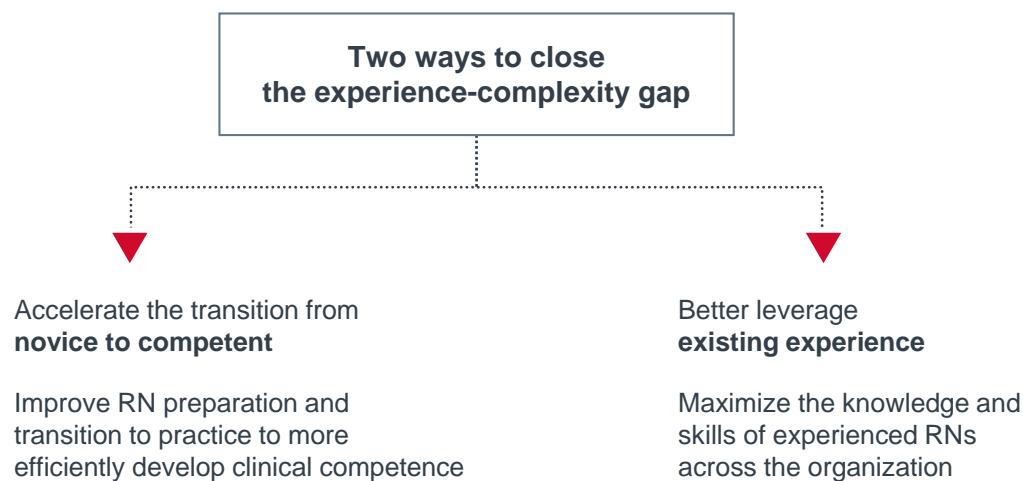 Two ways to close
the experience-complexity gap
Accelerate the transition from
novice to competent
Improve RN preparation and
transition to practice to more
efficiently develop clinical competence
Better leverage
existing experience
Maximize the knowledge and
skills of experienced RNs
across the organization